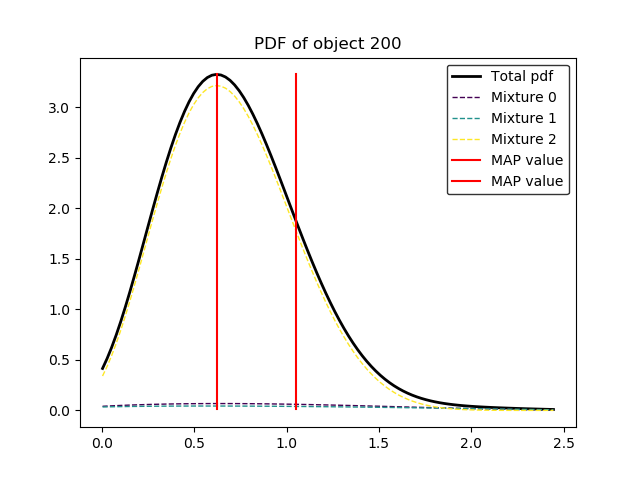 PDF of object 200
Total pdf
Mixture 0
Mixture 1
Mixture 2
MAP value
MAP value
3.0
2.5
2.0
1.5
1.0
0.5
0.0
0.0 0.5 1.0 1.5 2.0 2.5